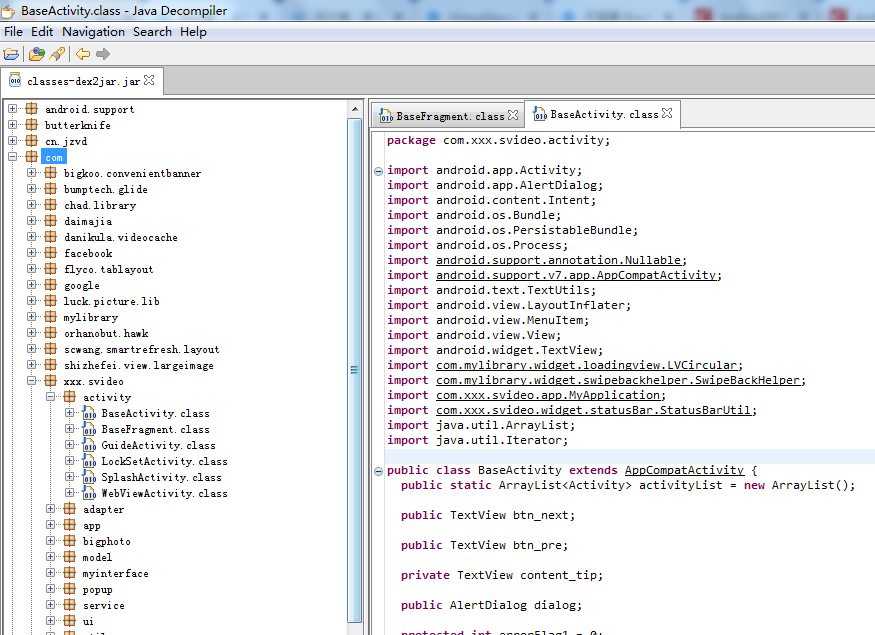 BaseActivity.class - Java Decompiler
File Edit Navigation Search Help
classes-dex2jar.jar
android.support
butterknife
cn.jzvd
com
bigkoo.convenientbanner
bumptech.glide
chad.library
daimajia
danikula.videocache
facebook
flyco.tablayout
google
luck.picture.lib
mylibrary
orhanobut.hawk
scwang.smartrefresh.layout
shizhefei.view.largeimage
xxx.svideo
activity
BaseActivity.class
BaseFragment.class
GuideActivity.class
LockSetActivity.class
SplashActivity.class
WebViewActivity.class
adapter
app
bigphoto
model
myinterface
popup
service
ui
BaseFragment.class BaseActivity.class
package com.xxx.svideo.activity;
import android.app.Activity;
import android.app.AlertDialog;
import android.content.Intent;
import android.os.Bundle;
import android.os.PersistableBundle;
import android.os.Process;
import android.support.annotation.Nullable;
import android.support.v7.app.AppCompatActivity;
import android.text.TextUtils;
import android.view.LayoutInflater;
import android.view.MenuItem;
import android.view.View;
import android.widget.TextView;
import com.mylibrary.widget.loadingview.LVCircular;
import com.mylibrary.widget.swipebackhelper.SwipeBackHelper;
import com.xxx.svideo.app.MyApplication;
import com.xxx.svideo.widget.statusBar.StatusBarUtil;
import java.util.ArrayList;
import java.util.Iterator;
public class BaseActivity extends AppCompatActivity {
public static ArrayList<Activity> activityList = new ArrayList();
public TextView btn_next;
public TextView btn_pre;
private TextView content_tip;
public AlertDialog dialog;
protected int errorFlag1 = 0;